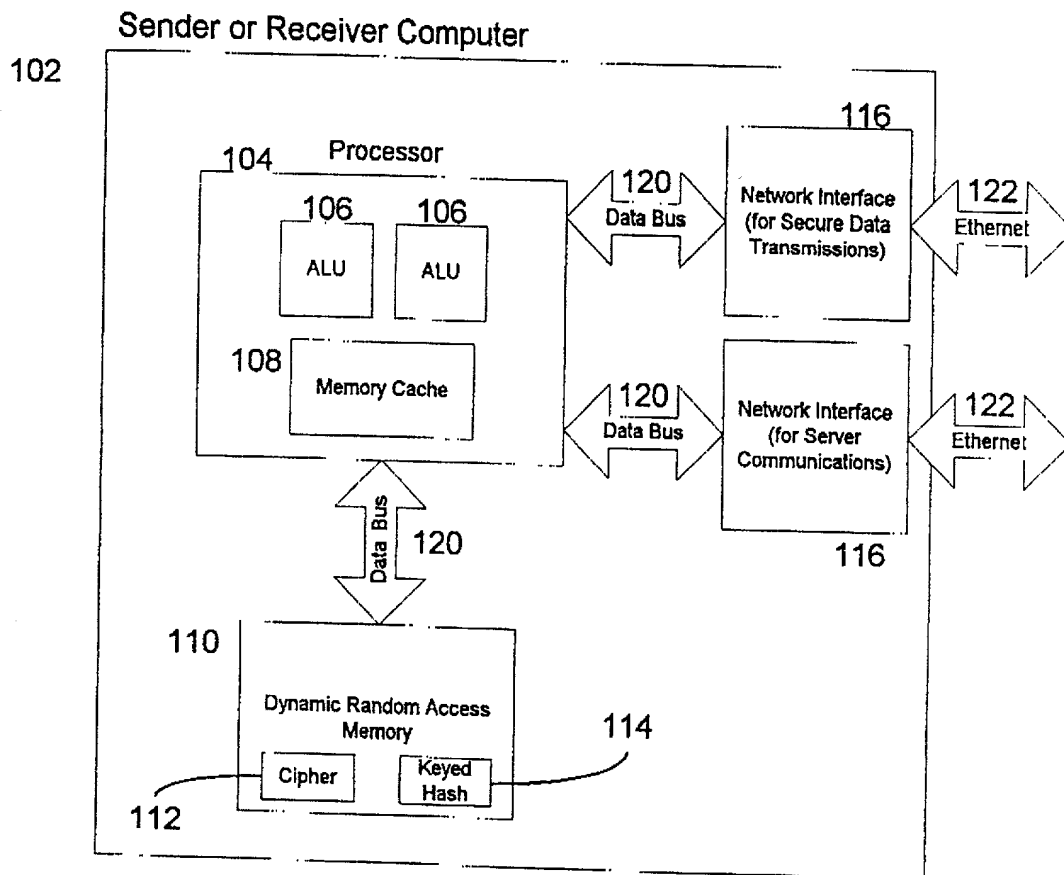 Sender or Receiver Computer
102
116
104
Processor
106
106
ALU
ALU
108
Memory Cache
120
Data Bus
Network Interface
(for Secure Data
Transmissions)
122
Ethernet
120
Data Bus
Network Interface
(for Server
Communications)
122
Ethernet
116
Data Bus
120
110
Dynamic Random Access
Memory
114
Cipher
Keyed
Hash
112